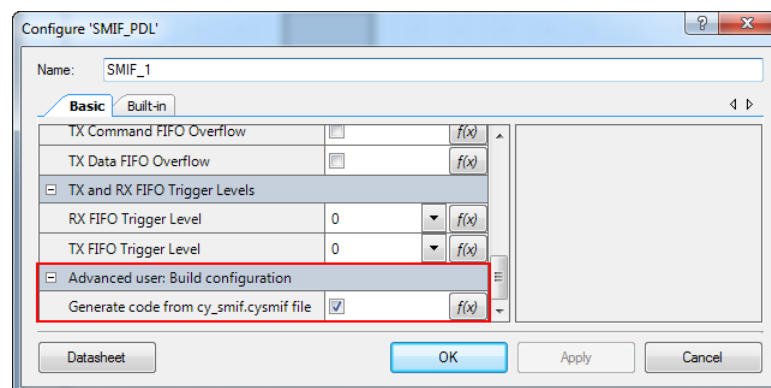 Configure 'SMIF_PDL'
Name: SMIF_1
Basic Built-in
TX Command FIFO Overflow f(x)
TX Data FIFO Overflow f(x)
TX and RX FIFO Trigger Levels
RX FIFO Trigger Level 0 f(x)
TX FIFO Trigger Level 0 f(x)
Advanced user: Build configuration
Generate code from cy_smif.cysmif file f(x)
Datasheet OK Apply Cancel